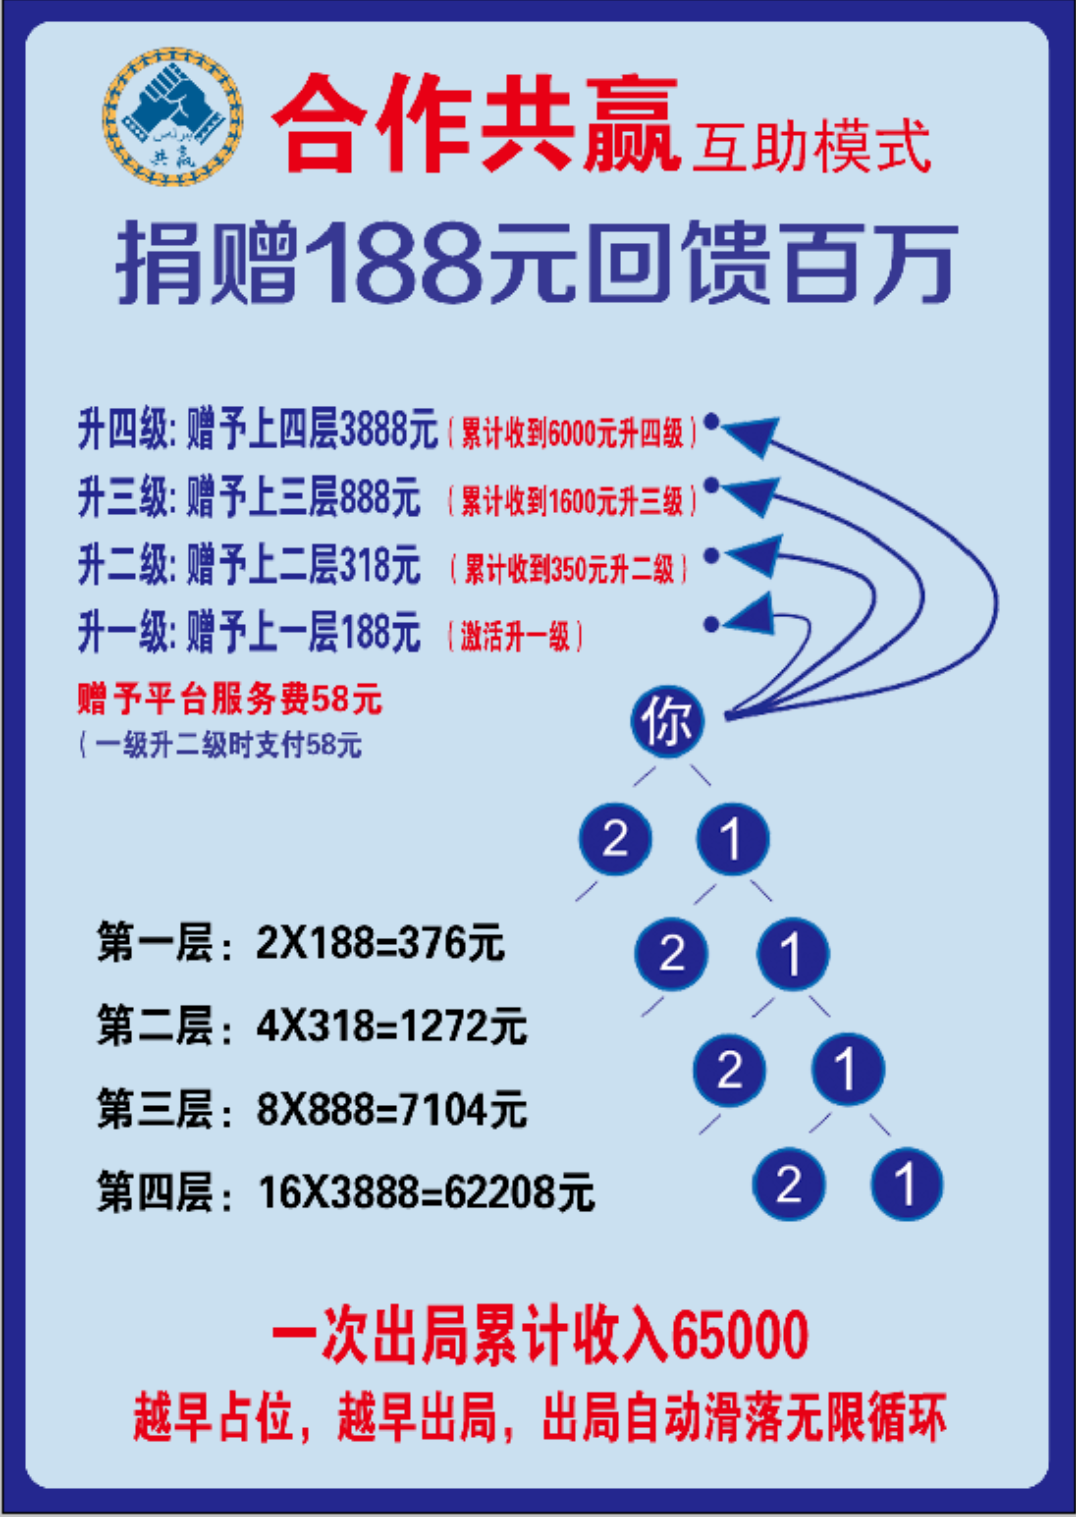 合作共赢互助模式
共赢
捐赠188元回馈百万
升四级: 赠予上四层3888元(累计收到6000元升四级)
升三级: 赠予上三层888元 (累计收到1600元升三级)
升二级: 赠予上二层318元 (累计收到350元升二级)
升一级: 赠予上一层188元 (激活升一级)
赠予平台服务费58元
(一级升二级时支付58元
你
2 1
2 1
2 1
2 1
第一层: 2X188=376元
第二层: 4X318=1272元
第三层: 8X888=7104元
第四层: 16X3888=62208元
一次出局累计收入65000
越早占位,越早出局,出局自动滑落无限循环